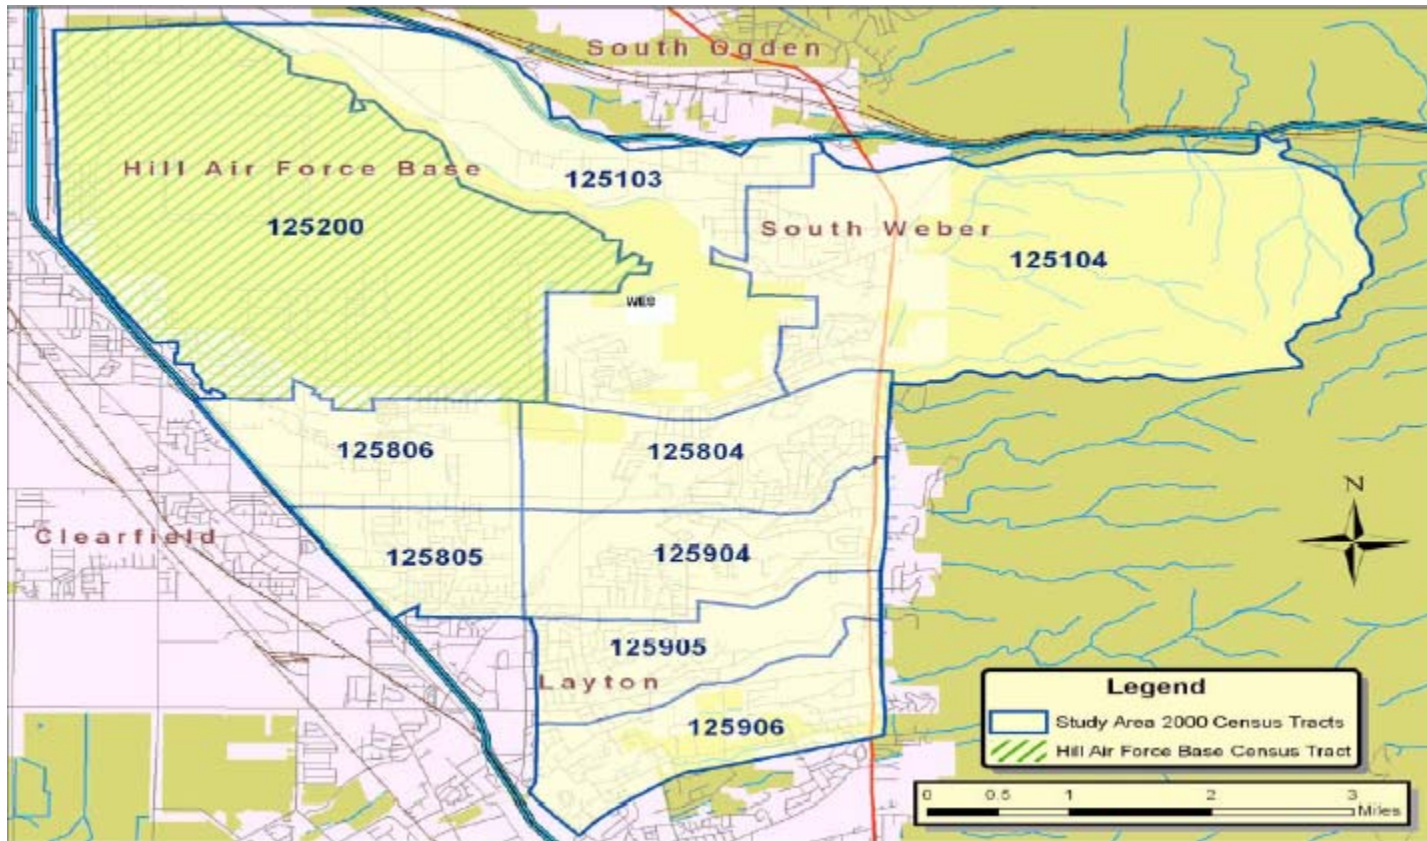 South Ogden
Hill Air Force Base
125103
125200
South Weber
125104
125806
125804
Clearfield
125805
125904
N
125905
Layton
125906
Legend
Study Area 2000 Census Tracts
Hill Air Force Base Census Tract
0 0.5 1 2 3
Miles